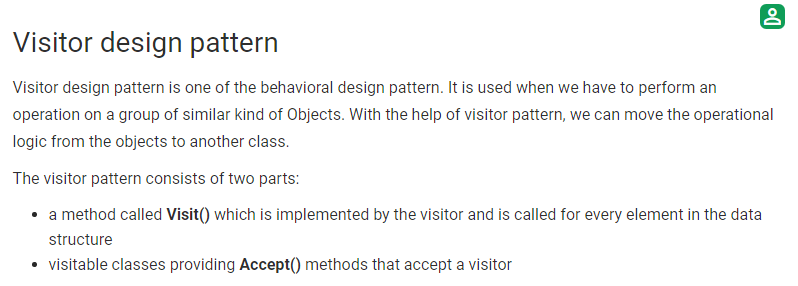 Visitor design pattern
Visitor design pattern is one of the behavioral design pattern. It is used when we have to perform an
operation on a group of similar kind of Objects. With the help of visitor pattern, we can move the operational
logic from the objects to another class.
The visitor pattern consists of two parts:
• a method called Visit() which is implemented by the visitor and is called for every element in the data
structure
• visitable classes providing Accept() methods that accept a visitor